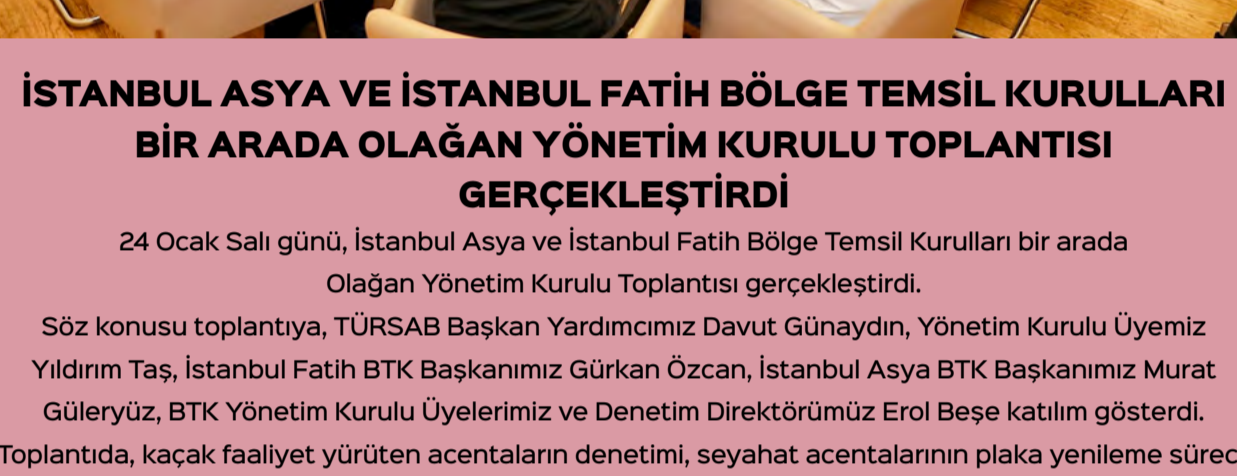 İSTANBUL ASYA VE İSTANBUL FATİH BÖLGE TEMSİL KURULLARI
BİR ARADA OLAĞAN YÖNETİM KURULU TOPLANTISI
GERÇEKLEŞTİRDİ
24 Ocak Salı günü, İstanbul Asya ve İstanbul Fatih Bölge Temsil Kurulları bir arada
Olağan Yönetim Kurulu Toplantısı gerçekleştirdi.
Söz konusu toplantıya, TÜRSAB Başkan Yardımcımız Davut Günaydın, Yönetim Kurulu Üyemiz
Yıldırım Taş, İstanbul Fatih BTK Başkanımız Gürkan Özcan, İstanbul Asya BTK Başkanımız Murat
Güleryüz, BTK Yönetim Kurulu Üyelerimiz ve Denetim Direktörümüz Erol Beşe katılım gösterdi.
Toplantıda, kaçak faaliyet yürüten acentaların denetimi, seyahat acentalarının plaka yenileme sürec